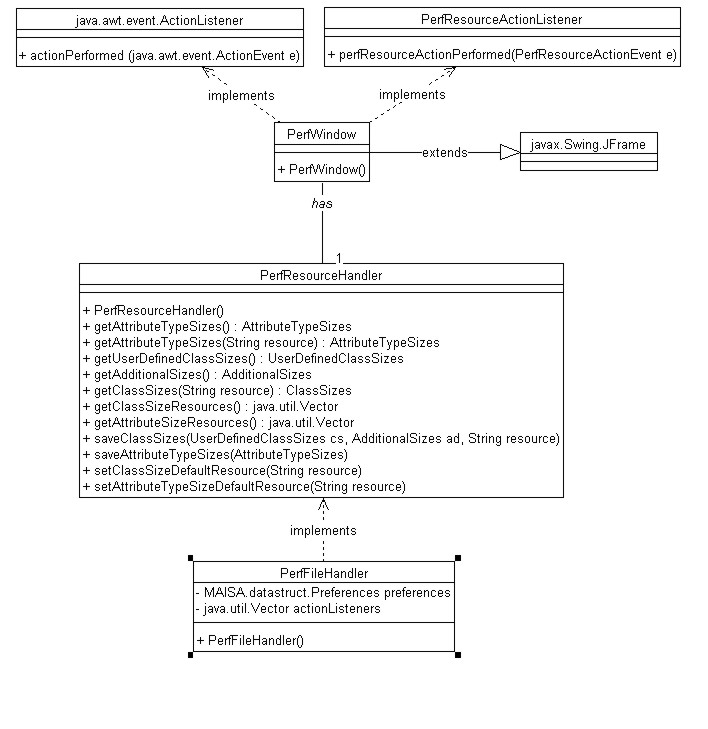 java.awt.event.ActionListener
+ actionPerformed (java.awt.event.ActionEvent e)
PerfResourceActionListener
+ perfResourceActionPerformed(PerfResourceActionEvent e)
implements
implements
PerfWindow
+ PerfWindow()
extends
javax.Swing.JFrame
has
1
PerfResourceHandler
+ PerfResourceHandler()
+ getAttributeTypeSizes() : AttributeTypeSizes
+ getAttributeTypeSizes(String resource) : AttributeTypeSizes
+ getUserDefinedClassSizes() : UserDefinedClassSizes
+ getAdditionalSizes() : AdditionalSizes
+ getClassSizes(String resource) : ClassSizes
+ getClassSizeResources() : java.util.Vector
+ getAttributeSizeResources() : java.util.Vector
+ saveClassSizes(UserDefinedClassSizes cs, AdditionalSizes ad, String resource)
+ saveAttributeTypeSizes(AttributeTypeSizes)
+ setClassSizeDefaultResource(String resource)
+ setAttributeTypeSizeDefaultResource(String resource)
implements
PerfFileHandler
- MAISA.datastruct.Preferences preferences
- java.util.Vector actionListeners
+ PerfFileHandler()